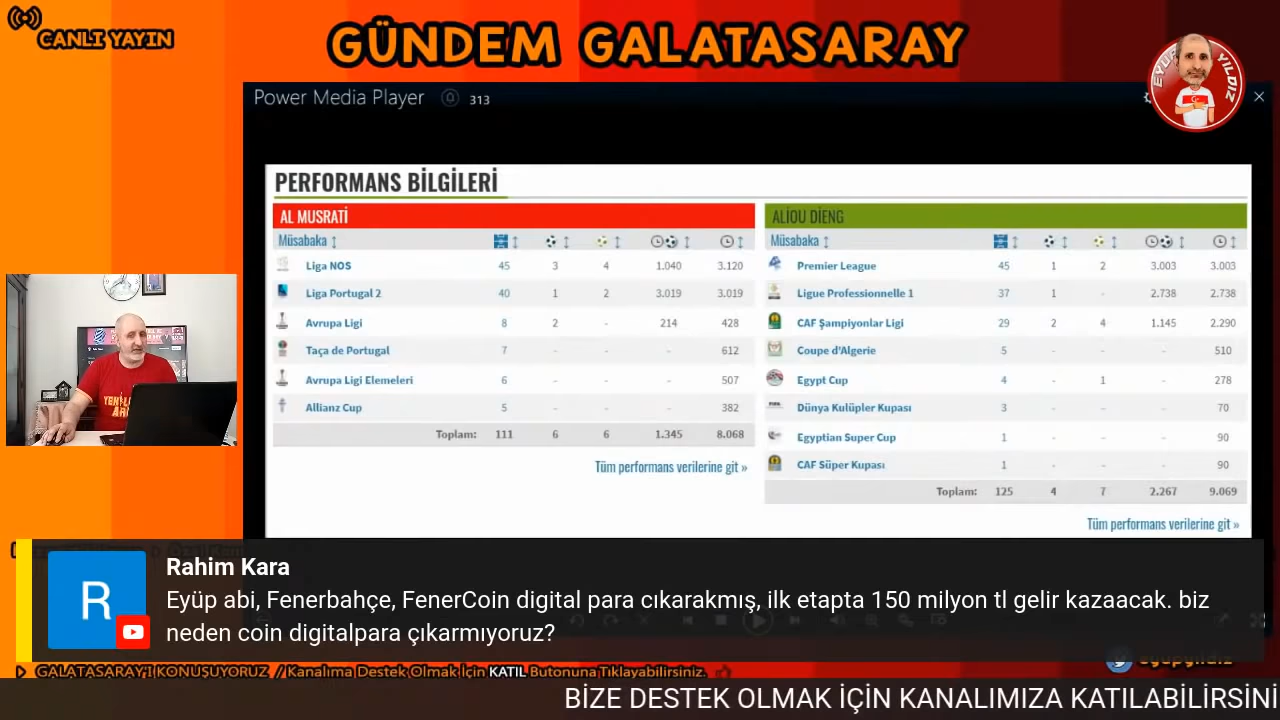 CANLI YAYIN
GÜNDEM GALATASARAY
EYÜP YILDIZ
Power Media Player 313
PERFORMANS BİLGİLERİ
AL MUSRATİ
Müsabaka
Liga NOS 45 3 4 1.040 3.120
Liga Portugal 2 40 1 2 3.019 3.019
Avrupa Ligi 8 2 - 214 428
Taça de Portugal 7 - - - 612
Avrupa Ligi Elemeleri 6 - - - 507
Allianz Cup 5 - - - 382
Toplam: 111 6 6 1.345 8.068
Tüm performans verilerine git »
ALİOU DİENG
Müsabaka
Premier League 45 1 2 3.003 3.003
Ligue Professionnelle 1 37 1 - 2.738 2.738
CAF Şampiyonlar Ligi 29 2 4 1.145 2.290
Coupe d'Algerie 5 - - - 510
Egypt Cup 4 - 1 - 278
Dünya Kulüpler Kupası 3 - - - 70
Egyptian Super Cup 1 - - - 90
CAF Süper Kupası 1 - - - 90
Toplam: 125 4 7 2.267 9.069
Tüm performans verilerine git »
R
Rahim Kara
Eyüp abi, Fenerbahçe, FenerCoin digital para cıkarakmış, ilk etapta 150 milyon tl gelir kazaacak. biz
neden coin digitalpara çıkarmıyoruz?
GALATASARAY'I KONUŞUYORUZ / Kanalıma Destek Olmak İçin KATIL Butonuna Tıklayabilirsiniz.
eyupyildiz
BİZE DESTEK OLMAK İÇİN KANALIMIZA KATILABİLİRSİNİ